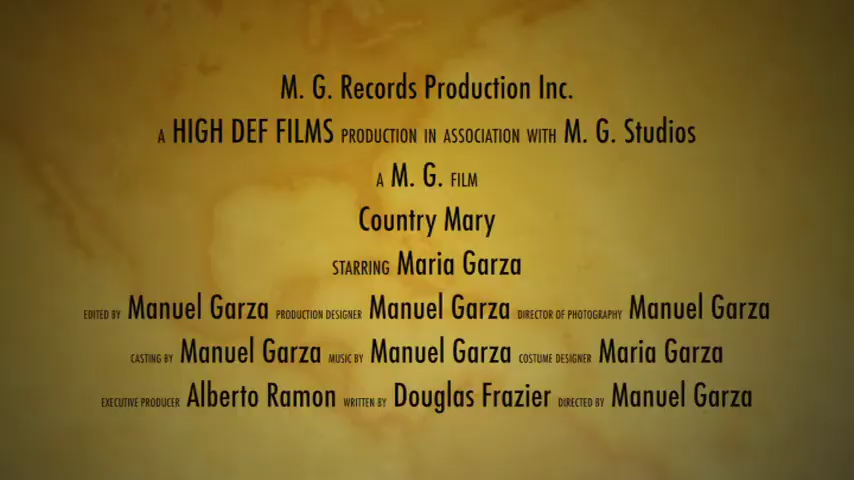 M. G. Records Production Inc.
A HIGH DEF FILMS PRODUCTION IN ASSOCIATION WITH M. G. Studios
A M. G. FILM
Country Mary
STARRING Maria Garza
EDITED BY Manuel Garza PRODUCTION DESIGNER Manuel Garza DIRECTOR OF PHOTOGRAPHY Manuel Garza
CASTING BY Manuel Garza MUSIC BY Manuel Garza COSTUME DESIGNER Maria Garza
EXECUTIVE PRODUCER Alberto Ramon WRITTEN BY Douglas Frazier DIRECTED BY Manuel Garza